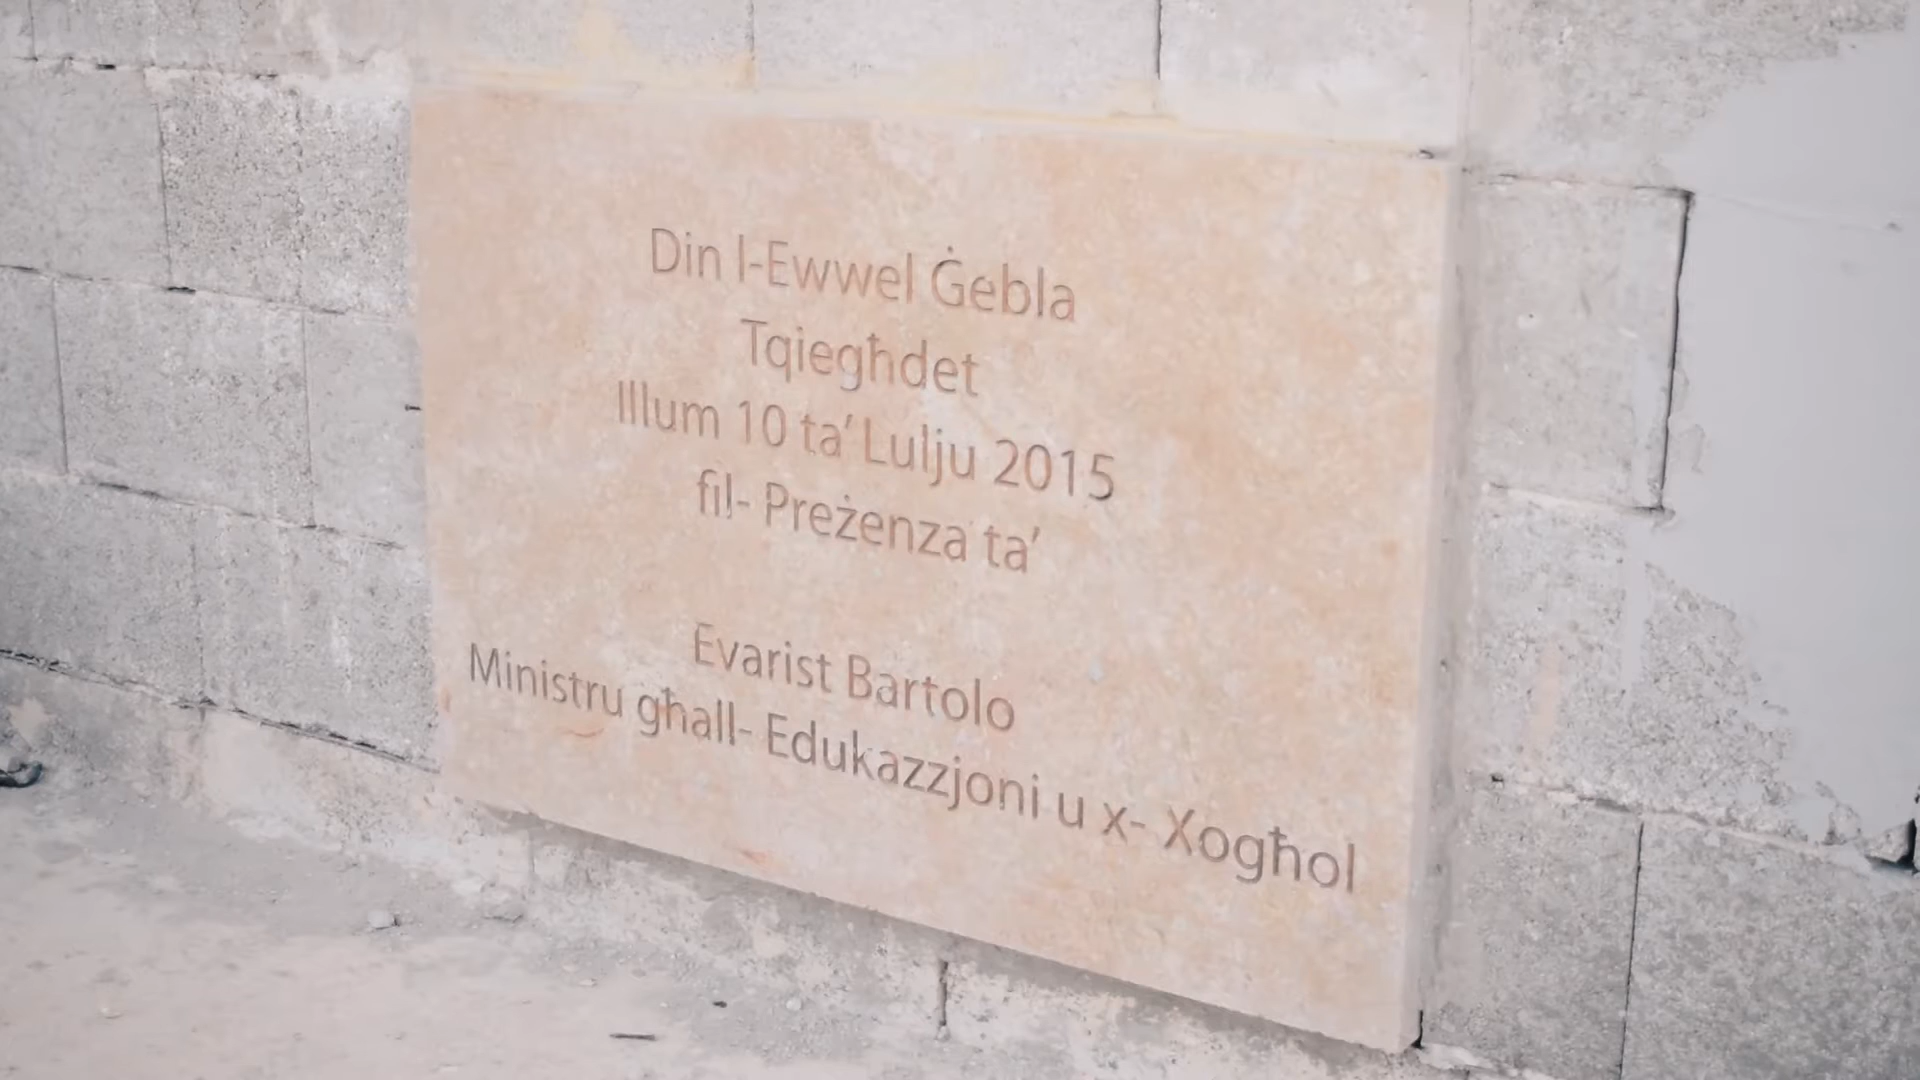 Din l-Ewwel Ġebla
Tqiegħdet
Illum 10 ta’ Lulju 2015
fil- Preżenza ta’
Evarist Bartolo
Ministru għall- Edukazzjoni u x- Xogħol